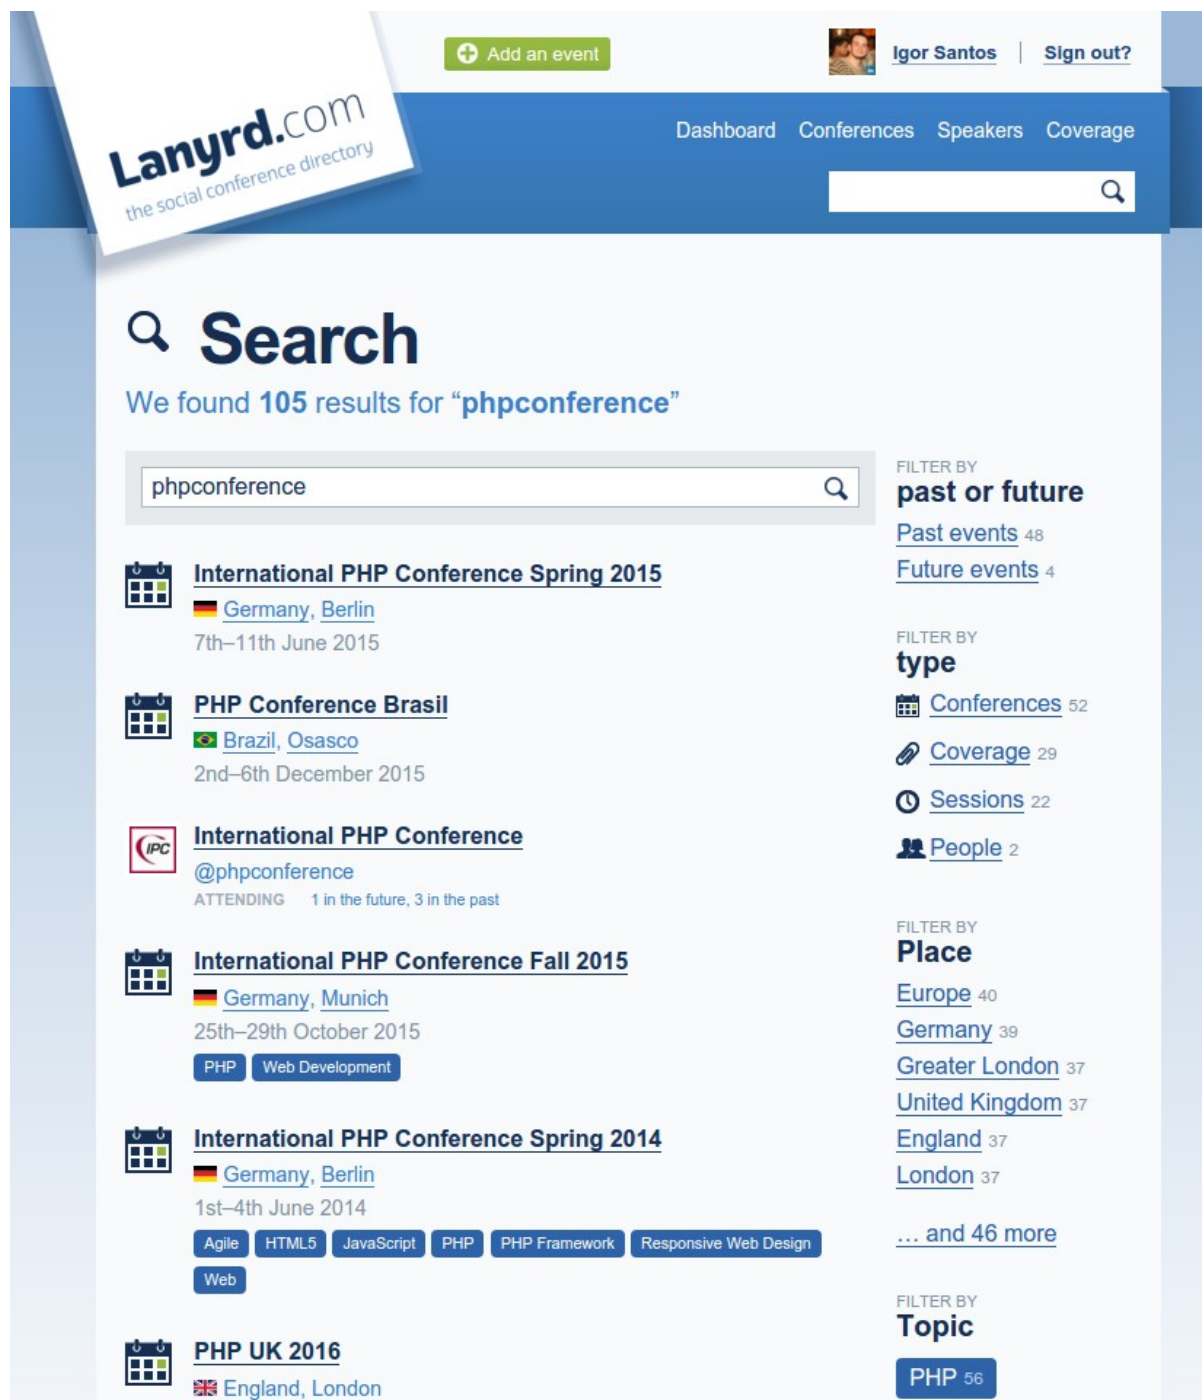 Add an event
Igor Santos
Sign out?
Lanyrd.com
the social conference directory
Dashboard Conferences Speakers Coverage
Search
We found 105 results for “phpconference”
phpconference
International PHP Conference Spring 2015
Germany, Berlin
7th–11th June 2015
PHP Conference Brasil
Brazil, Osasco
2nd–6th December 2015
IPC
International PHP Conference
@phpconference
ATTENDING 1 in the future, 3 in the past
International PHP Conference Fall 2015
Germany, Munich
25th–29th October 2015
PHP Web Development
International PHP Conference Spring 2014
Germany, Berlin
1st–4th June 2014
Agile HTML5 JavaScript PHP PHP Framework Responsive Web Design
Web
PHP UK 2016
England, London
FILTER BY
past or future
Past events 48
Future events 4
FILTER BY
type
Conferences 52
Coverage 29
Sessions 22
People 2
FILTER BY
Place
Europe 40
Germany 39
Greater London 37
United Kingdom 37
England 37
London 37
… and 46 more
FILTER BY
Topic
PHP 56